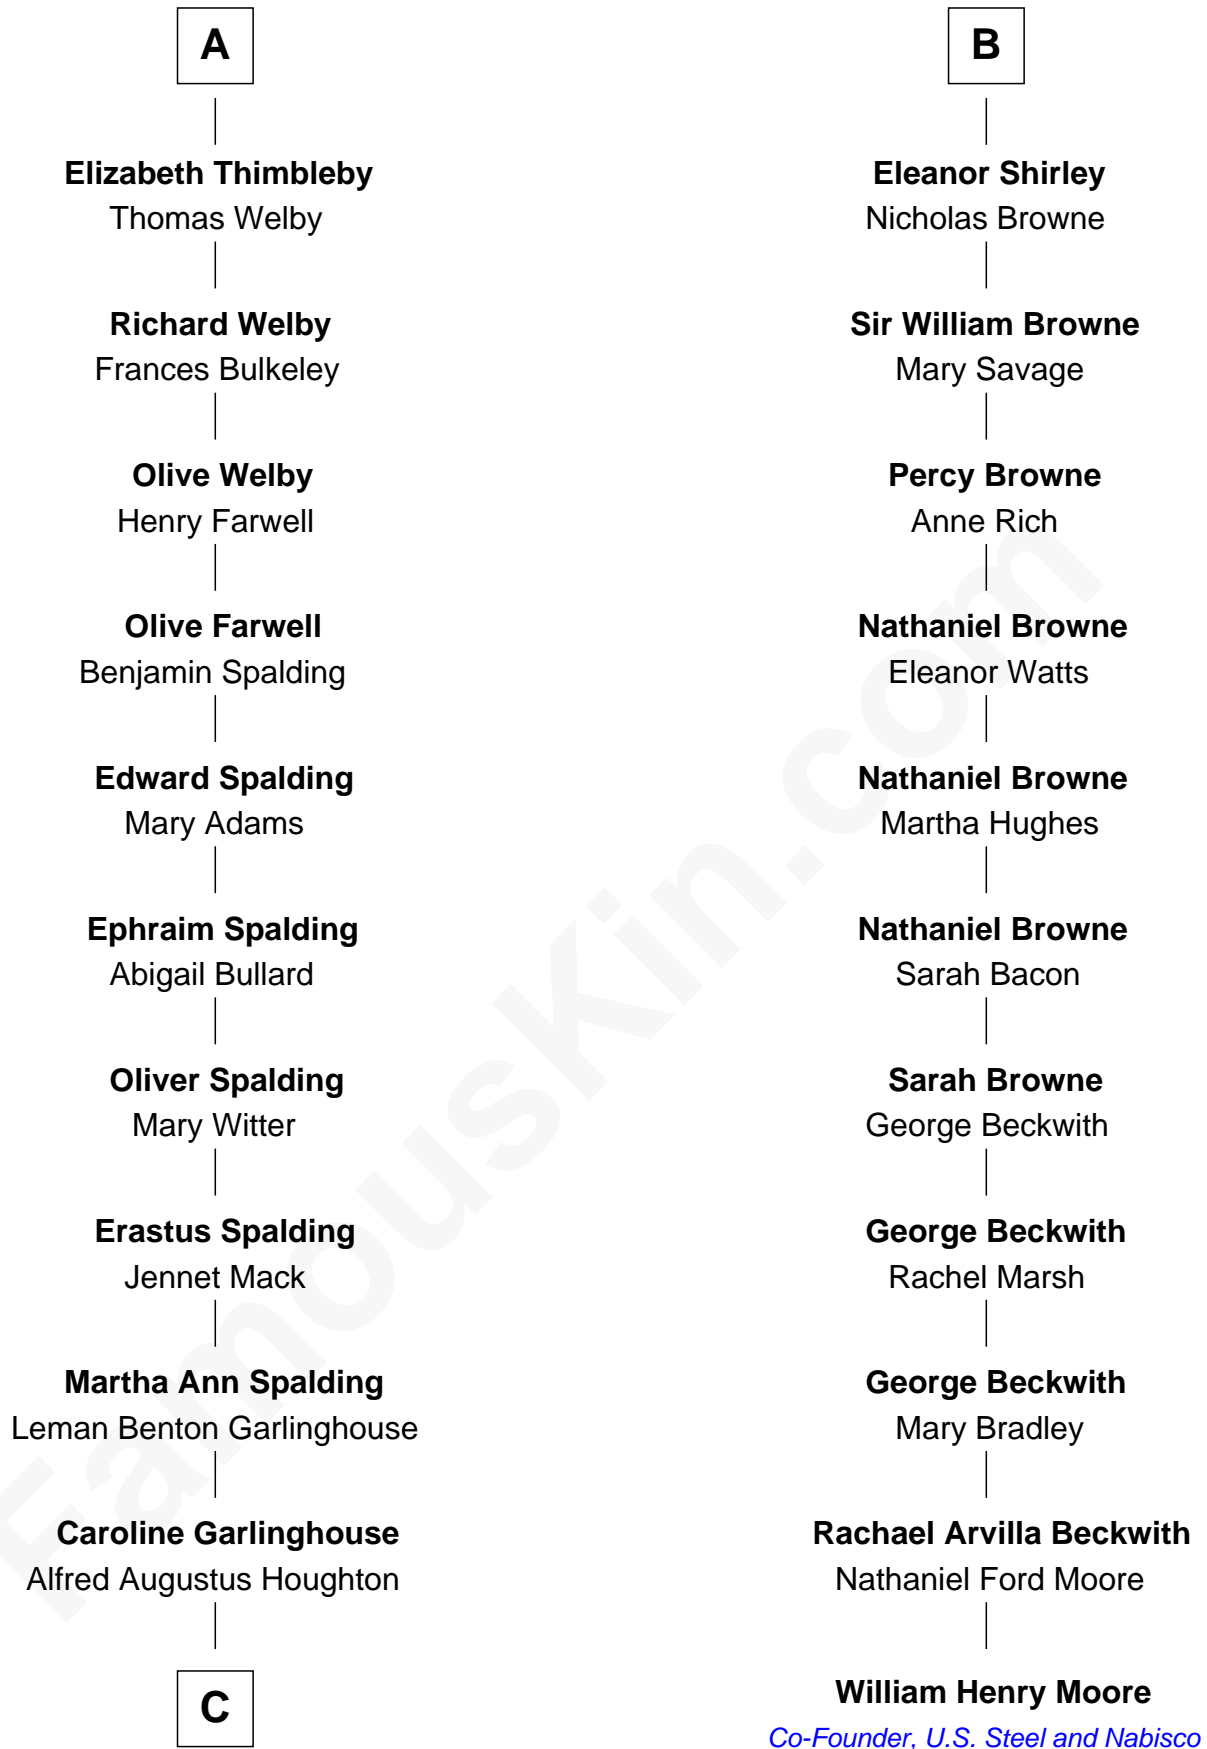 A
Elizabeth Thimbleby
Thomas Welby
Richard Welby
Frances Bulkeley
Olive Welby
Henry Farwell
Olive Farwell
Benjamin Spalding
Edward Spalding
Mary Adams
Ephraim Spalding
Abigail Bullard
Oliver Spalding
Mary Witter
Erastus Spalding
Jennet Mack
Martha Ann Spalding
Leman Benton Garlinghouse
Caroline Garlinghouse
Alfred Augustus Houghton
C
B
Eleanor Shirley
Nicholas Browne
Sir William Browne
Mary Savage
Percy Browne
Anne Rich
Nathaniel Browne
Eleanor Watts
Nathaniel Browne
Martha Hughes
Nathaniel Browne
Sarah Bacon
Sarah Browne
George Beckwith
George Beckwith
Rachel Marsh
George Beckwith
Mary Bradley
Rachael Arvilla Beckwith
Nathaniel Ford Moore
William Henry Moore
Co-Founder, U.S. Steel and Nabisco
FamousKin.com